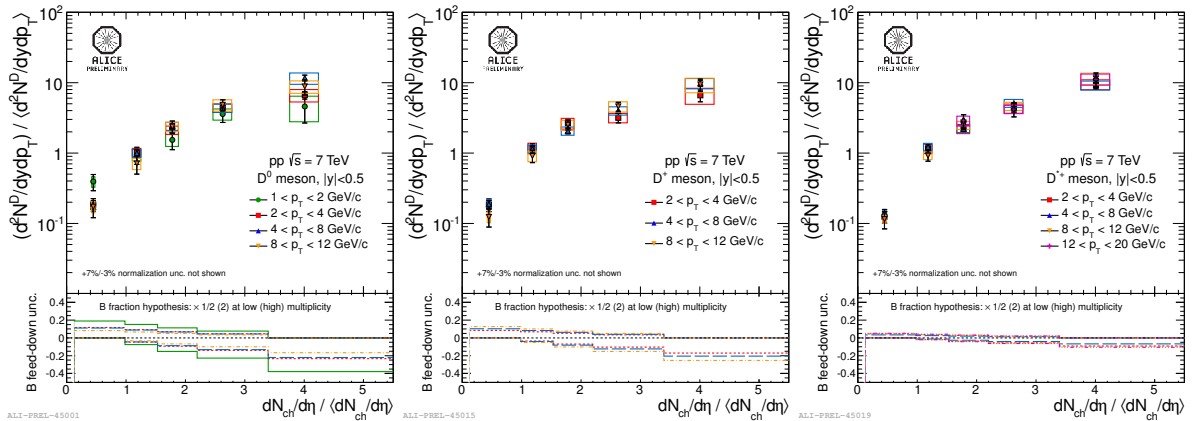 (d²N^D/dydp_T) / ⟨d²N^D/dydp_T⟩
10
1
10⁻¹
ALICE
PRELIMINARY
pp √s = 7 TeV
D⁰ meson, |y|<0.5
1 < p_T < 2 GeV/c
2 < p_T < 4 GeV/c
4 < p_T < 8 GeV/c
8 < p_T < 12 GeV/c
+7%/-3% normalization unc. not shown
B feed-down unc.
0.4
0.2
0
-0.2
-0.4
B fraction hypothesis: × 1/2 (2) at low (high) multiplicity
0 1 2 3 4 5
dN_ch/dη / ⟨dN_ch/dη⟩
ALI-PREL-45001
(d²N^D/dydp_T) / ⟨d²N^D/dydp_T⟩
10
1
10⁻¹
ALICE
PRELIMINARY
pp √s = 7 TeV
D⁺ meson, |y|<0.5
2 < p_T < 4 GeV/c
4 < p_T < 8 GeV/c
8 < p_T < 12 GeV/c
+7%/-3% normalization unc. not shown
B feed-down unc.
0.4
0.2
0
-0.2
-0.4
B fraction hypothesis: × 1/2 (2) at low (high) multiplicity
0 1 2 3 4 5
dN_ch/dη / ⟨dN_ch/dη⟩
ALI-PREL-45015
(d²N^D/dydp_T) / ⟨d²N^D/dydp_T⟩
10
1
10⁻¹
ALICE
PRELIMINARY
pp √s = 7 TeV
D*⁺ meson, |y|<0.5
2 < p_T < 4 GeV/c
4 < p_T < 8 GeV/c
8 < p_T < 12 GeV/c
12 < p_T < 20 GeV/c
+7%/-3% normalization unc. not shown
B feed-down unc.
0.4
0.2
0
-0.2
-0.4
B fraction hypothesis: × 1/2 (2) at low (high) multiplicity
0 1 2 3 4 5
dN_ch/dη / ⟨dN_ch/dη⟩
ALI-PREL-45019